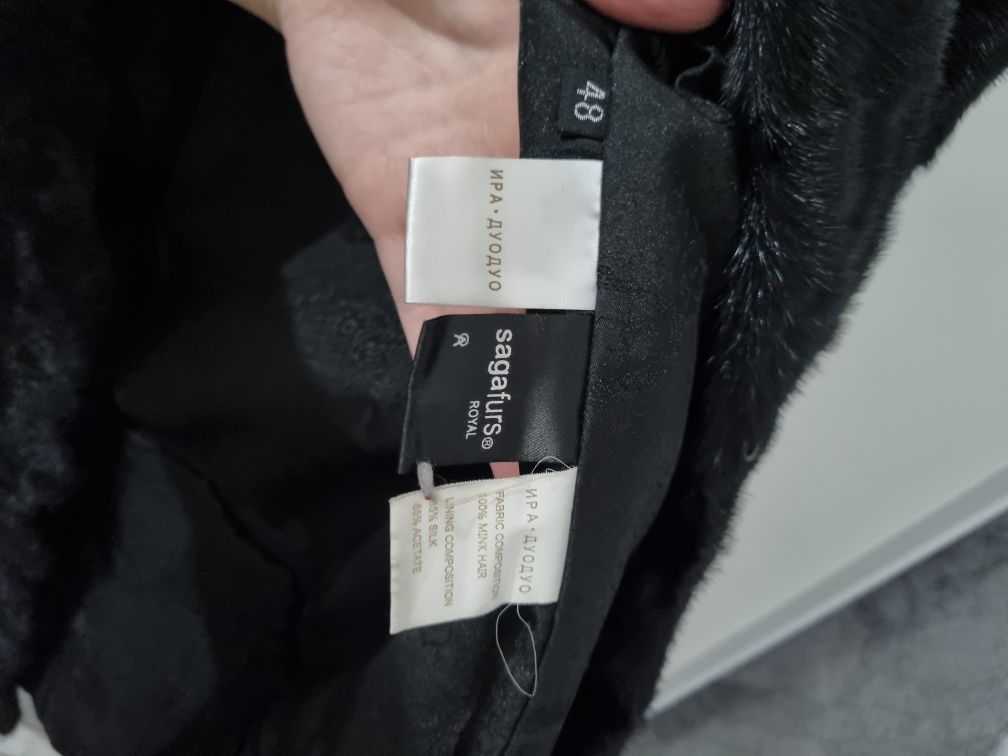 48
ИРА · ДУОДУО
sagafurs®
ROYAL
ИРА · ДУОДУО
FABRIC COMPOSITION
100% MINK HAIR
LINING COMPOSITION
35% SILK
65% ACETATE